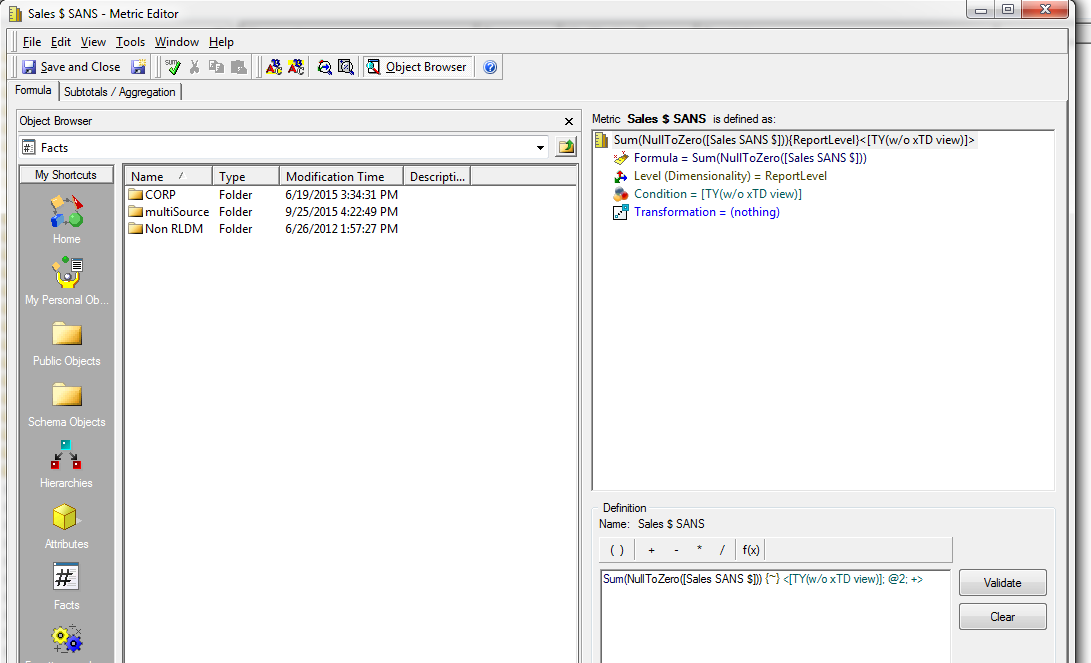 Sales $ SANS - Metric Editor
File Edit View Tools Window Help
Save and Close Object Browser
Formula Subtotals / Aggregation
Object Browser
Facts
My Shortcuts
Home
My Personal Ob...
Public Objects
Schema Objects
Hierarchies
Attributes
Facts
Name Type Modification Time Descripti...
CORP Folder 6/19/2015 3:34:31 PM
multiSource Folder 9/25/2015 4:22:49 PM
Non RLDM Folder 6/26/2012 1:57:27 PM
Metric Sales $ SANS is defined as:
Sum(NullToZero([Sales SANS $])){ReportLevel}<[TY(w/o xTD view)]>
Formula = Sum(NullToZero([Sales SANS $]))
Level (Dimensionality) = ReportLevel
Condition = [TY(w/o xTD view)]
Transformation = (nothing)
Definition
Name: Sales $ SANS
( ) + - * / f(x)
Sum(NullToZero([Sales SANS $])) {~} <[TY(w/o xTD view)]; @2; +>
Validate
Clear